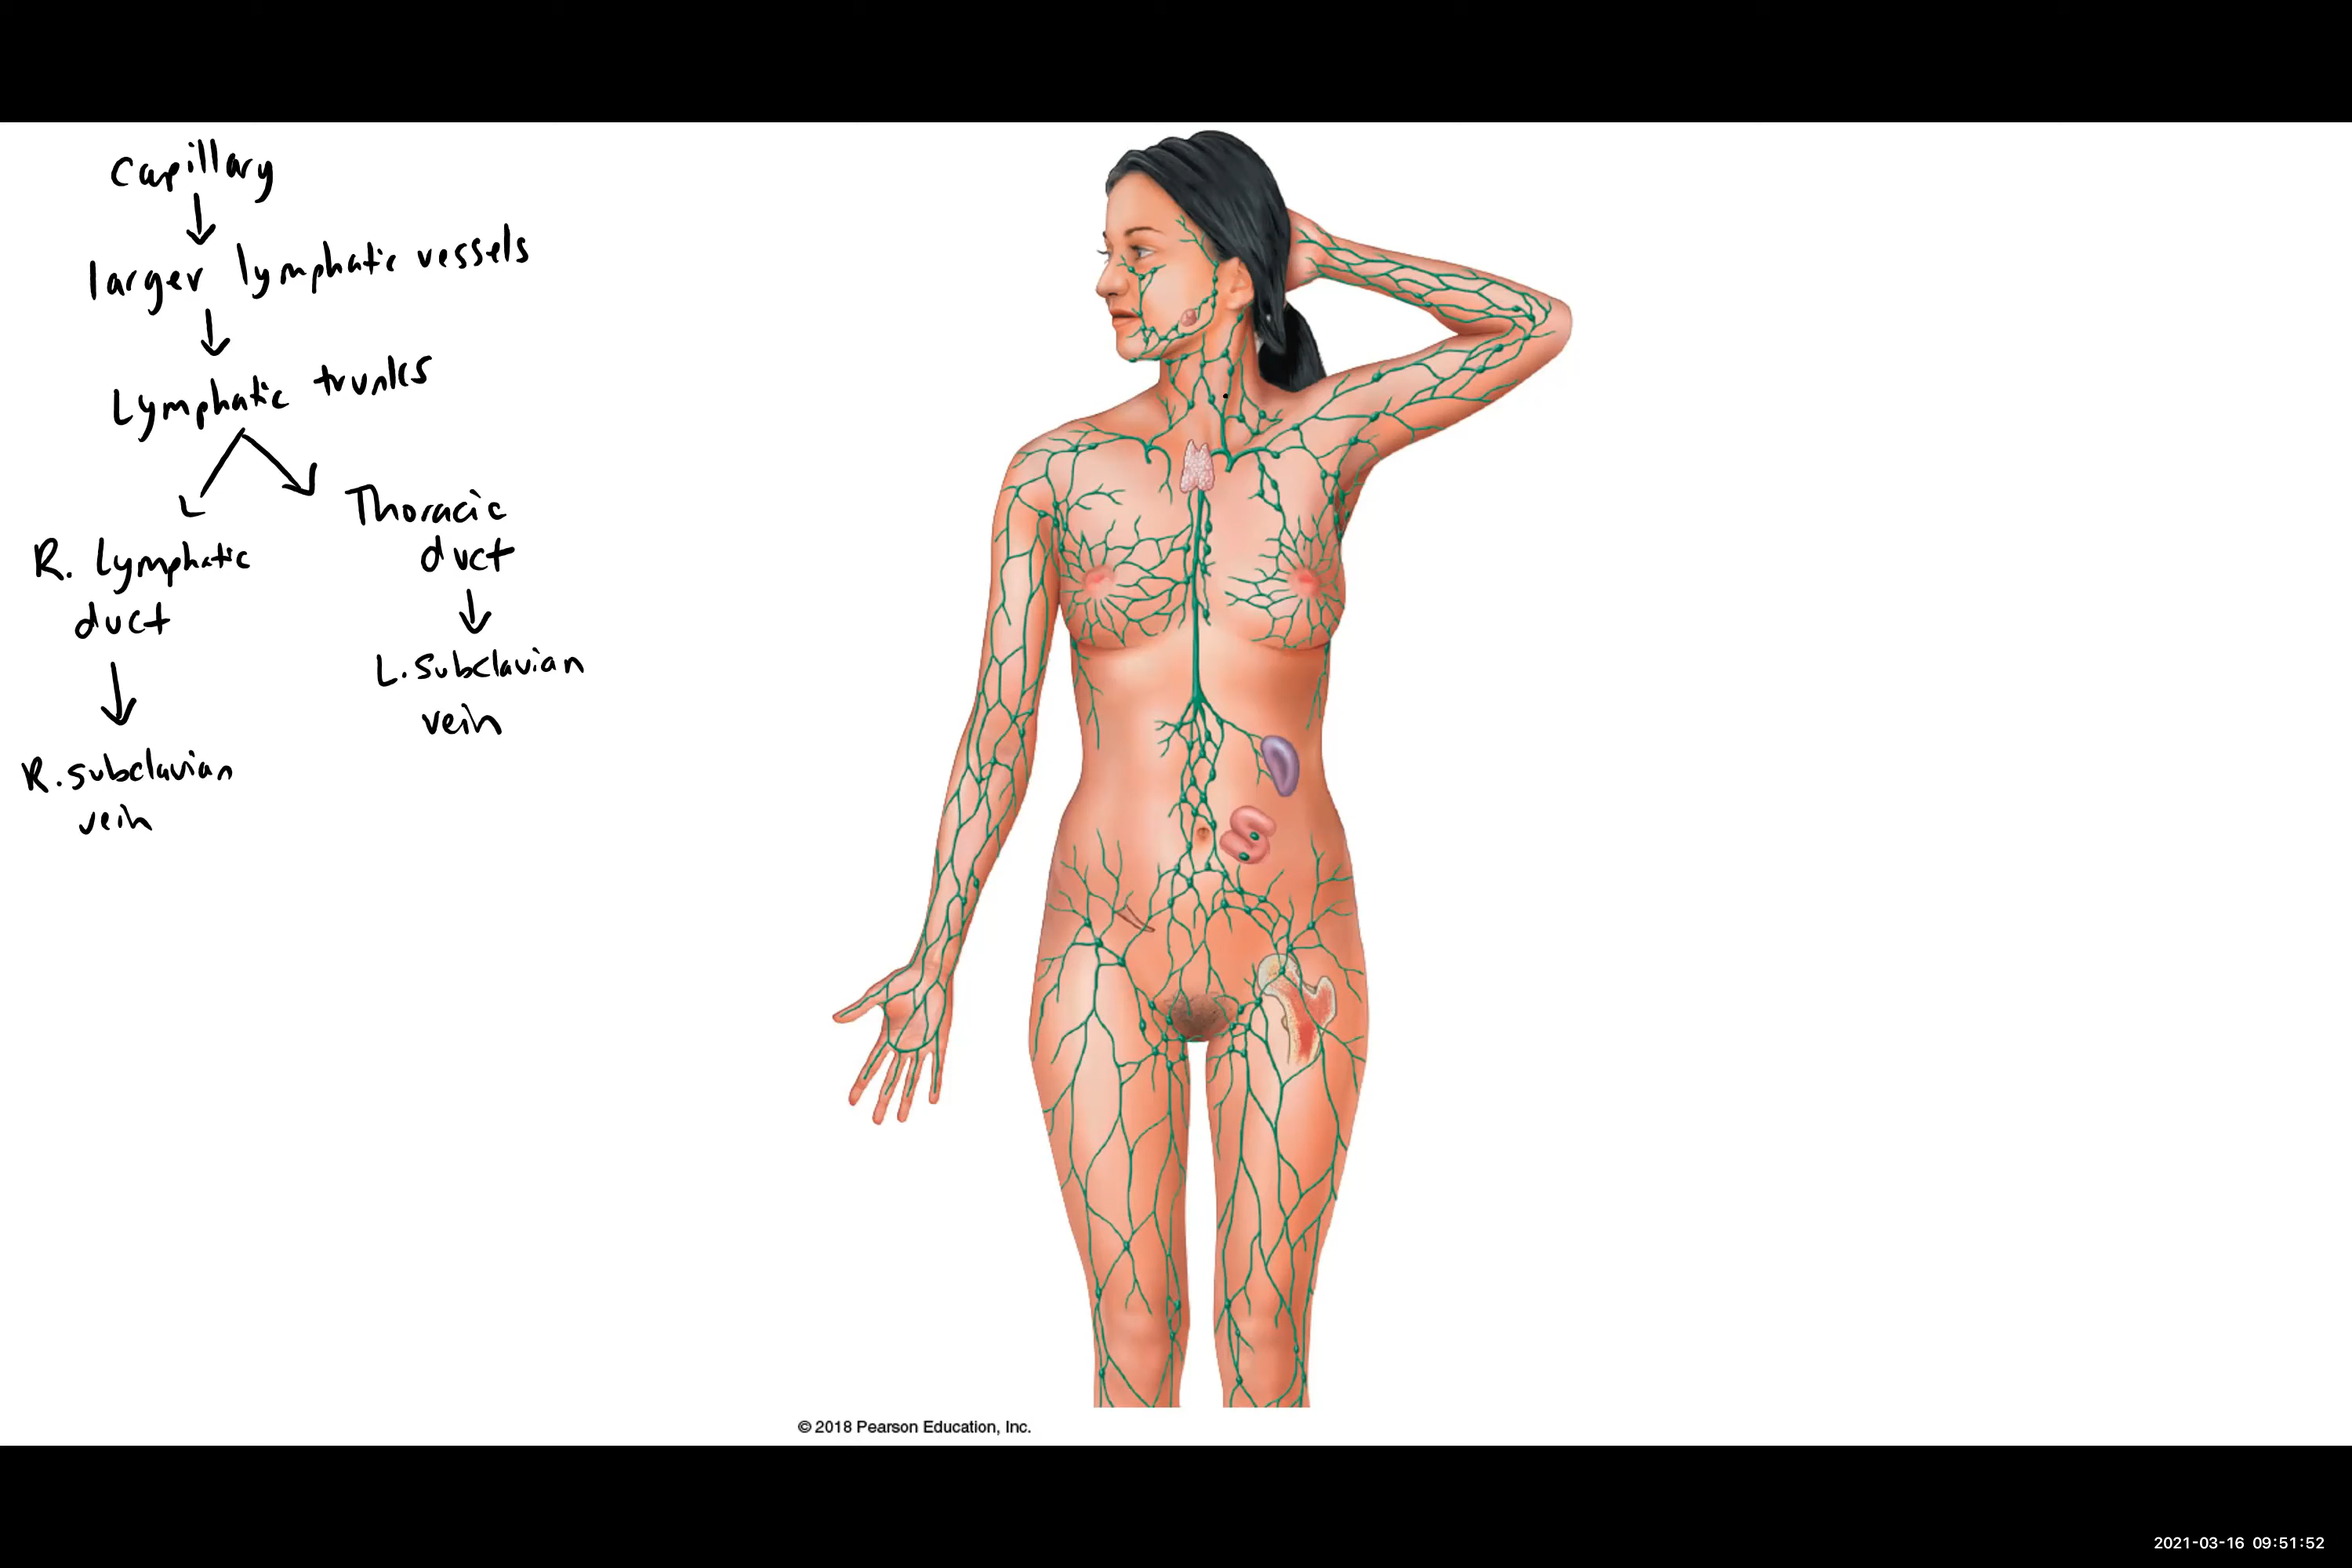 Capillary
larger lymphatic vessels
Lymphatic trunks
R. Lymphatic
duct
R. subclavian
vein
Thoracic
duct
L. subclavian
vein
© 2018 Pearson Education, Inc.
2021-03-16 09:51:52